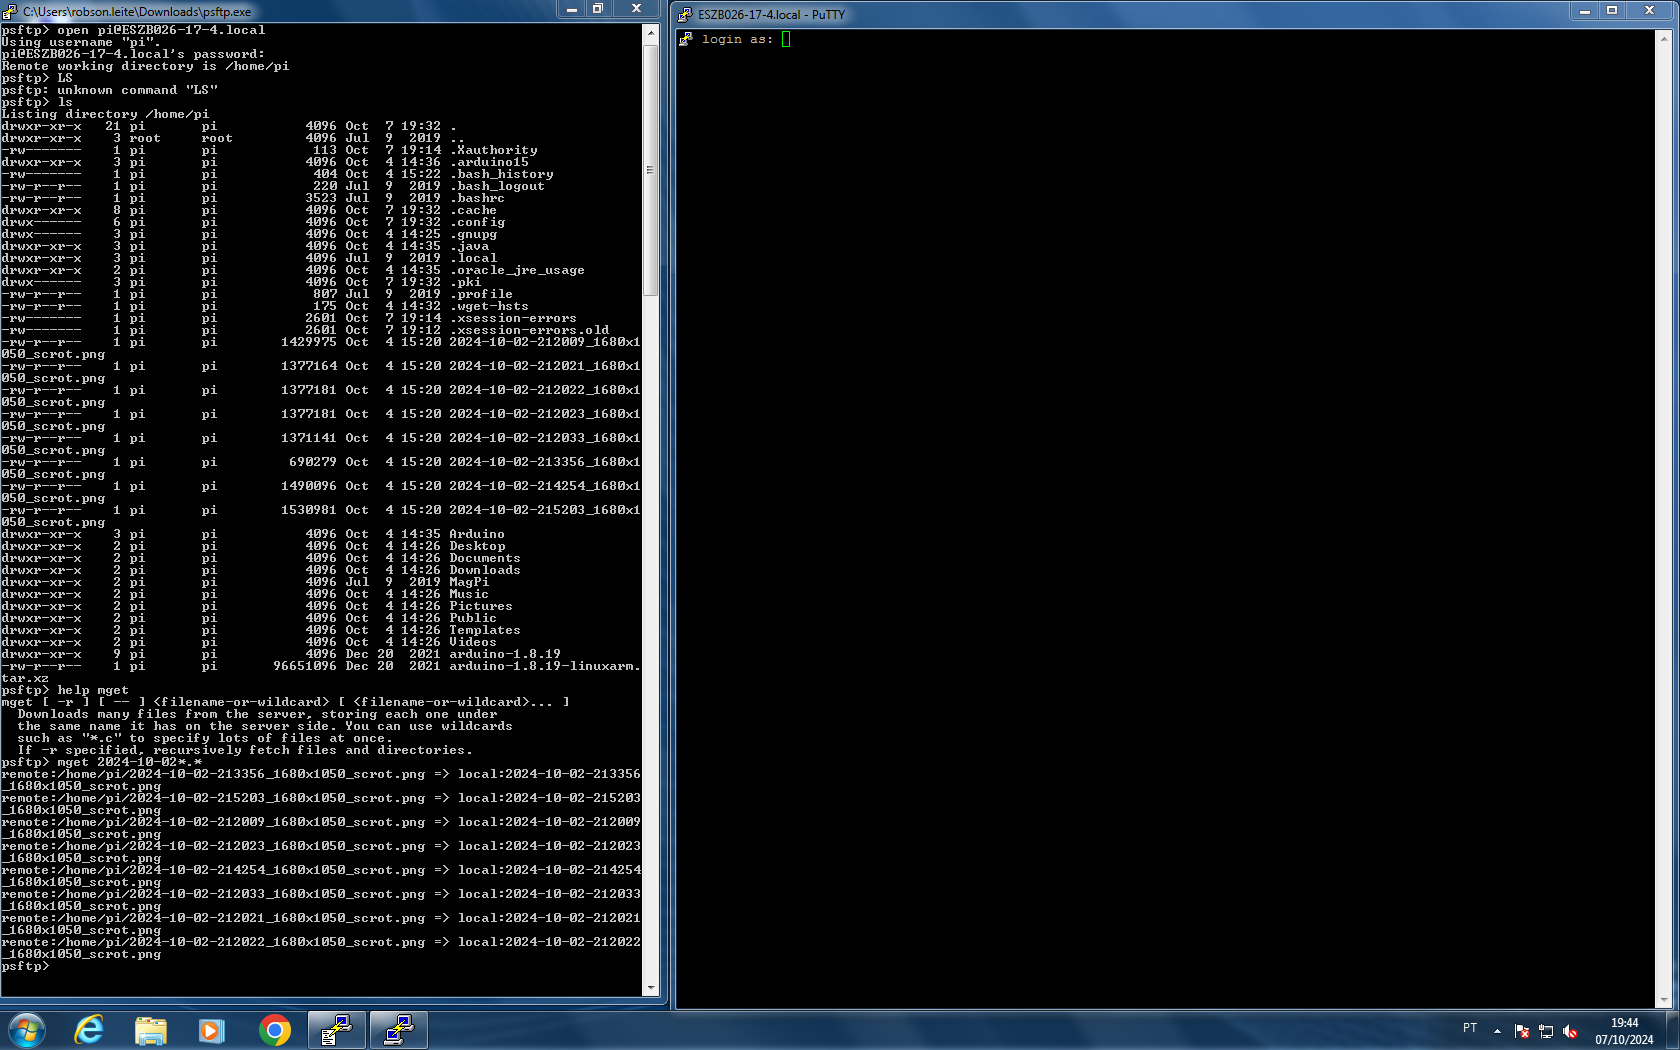 C:\Users\robson.leite\Downloads\psftp.exe
psftp> open pi@ESZB026-17-4.local
Using username "pi".
pi@ESZB026-17-4.local's password:
Remote working directory is /home/pi
psftp> LS
psftp: unknown command "LS"
psftp> ls
Listing directory /home/pi
drwxr-xr-x   21 pi       pi           4096 Oct  7 19:32 .
drwxr-xr-x    3 root     root         4096 Jul  9  2019 ..
-rw-------    1 pi       pi            113 Oct  7 19:14 .Xauthority
drwxr-xr-x    3 pi       pi           4096 Oct  4 14:36 .arduino15
-rw-------    1 pi       pi            404 Oct  4 15:22 .bash_history
-rw-r--r--    1 pi       pi            220 Jul  9  2019 .bash_logout
-rw-r--r--    1 pi       pi           3523 Jul  9  2019 .bashrc
drwxr-xr-x    8 pi       pi           4096 Oct  7 19:32 .cache
drwx------    6 pi       pi           4096 Oct  7 19:32 .config
drwx------    3 pi       pi           4096 Oct  4 14:25 .gnupg
drwxr-xr-x    3 pi       pi           4096 Oct  4 14:35 .java
drwxr-xr-x    3 pi       pi           4096 Jul  9  2019 .local
drwxr-xr-x    2 pi       pi           4096 Oct  4 14:35 .oracle_jre_usage
drwx------    3 pi       pi           4096 Oct  7 19:32 .pki
-rw-r--r--    1 pi       pi            807 Jul  9  2019 .profile
-rw-r--r--    1 pi       pi            175 Oct  4 14:32 .wget-hsts
-rw-------    1 pi       pi           2601 Oct  7 19:14 .xsession-errors
-rw-------    1 pi       pi           2601 Oct  7 19:12 .xsession-errors.old
-rw-r--r--    1 pi       pi        1429975 Oct  4 15:20 2024-10-02-212009_1680x1
050_scrot.png
-rw-r--r--    1 pi       pi        1377164 Oct  4 15:20 2024-10-02-212021_1680x1
050_scrot.png
-rw-r--r--    1 pi       pi        1377181 Oct  4 15:20 2024-10-02-212022_1680x1
050_scrot.png
-rw-r--r--    1 pi       pi        1377181 Oct  4 15:20 2024-10-02-212023_1680x1
050_scrot.png
-rw-r--r--    1 pi       pi        1371141 Oct  4 15:20 2024-10-02-212033_1680x1
050_scrot.png
-rw-r--r--    1 pi       pi         690279 Oct  4 15:20 2024-10-02-213356_1680x1
050_scrot.png
-rw-r--r--    1 pi       pi        1490096 Oct  4 15:20 2024-10-02-214254_1680x1
050_scrot.png
-rw-r--r--    1 pi       pi        1530981 Oct  4 15:20 2024-10-02-215203_1680x1
050_scrot.png
drwxr-xr-x    3 pi       pi           4096 Oct  4 14:35 Arduino
drwxr-xr-x    2 pi       pi           4096 Oct  4 14:26 Desktop
drwxr-xr-x    2 pi       pi           4096 Oct  4 14:26 Documents
drwxr-xr-x    2 pi       pi           4096 Oct  4 14:26 Downloads
drwxr-xr-x    2 pi       pi           4096 Jul  9  2019 MagPi
drwxr-xr-x    2 pi       pi           4096 Oct  4 14:26 Music
drwxr-xr-x    2 pi       pi           4096 Oct  4 14:26 Pictures
drwxr-xr-x    2 pi       pi           4096 Oct  4 14:26 Public
drwxr-xr-x    2 pi       pi           4096 Oct  4 14:26 Templates
drwxr-xr-x    2 pi       pi           4096 Oct  4 14:26 Videos
drwxr-xr-x    9 pi       pi           4096 Dec 20  2021 arduino-1.8.19
-rw-r--r--    1 pi       pi       96651096 Dec 20  2021 arduino-1.8.19-linuxarm.
tar.xz
psftp> help mget
mget [ -r ] [ -- ] <filename-or-wildcard> [ <filename-or-wildcard>... ]
  Downloads many files from the server, storing each one under
  the same name it has on the server side. You can use wildcards
  such as "*.c" to specify lots of files at once.
  If -r specified, recursively fetch files and directories.
psftp> mget 2024-10-02*.*
remote:/home/pi/2024-10-02-213356_1680x1050_scrot.png => local:2024-10-02-213356
_1680x1050_scrot.png
remote:/home/pi/2024-10-02-215203_1680x1050_scrot.png => local:2024-10-02-215203
_1680x1050_scrot.png
remote:/home/pi/2024-10-02-212009_1680x1050_scrot.png => local:2024-10-02-212009
_1680x1050_scrot.png
remote:/home/pi/2024-10-02-212023_1680x1050_scrot.png => local:2024-10-02-212023
_1680x1050_scrot.png
remote:/home/pi/2024-10-02-214254_1680x1050_scrot.png => local:2024-10-02-214254
_1680x1050_scrot.png
remote:/home/pi/2024-10-02-212033_1680x1050_scrot.png => local:2024-10-02-212033
_1680x1050_scrot.png
remote:/home/pi/2024-10-02-212021_1680x1050_scrot.png => local:2024-10-02-212021
_1680x1050_scrot.png
remote:/home/pi/2024-10-02-212022_1680x1050_scrot.png => local:2024-10-02-212022
_1680x1050_scrot.png
psftp>
ESZB026-17-4.local - PuTTY
login as:
PT
19:44
07/10/2024